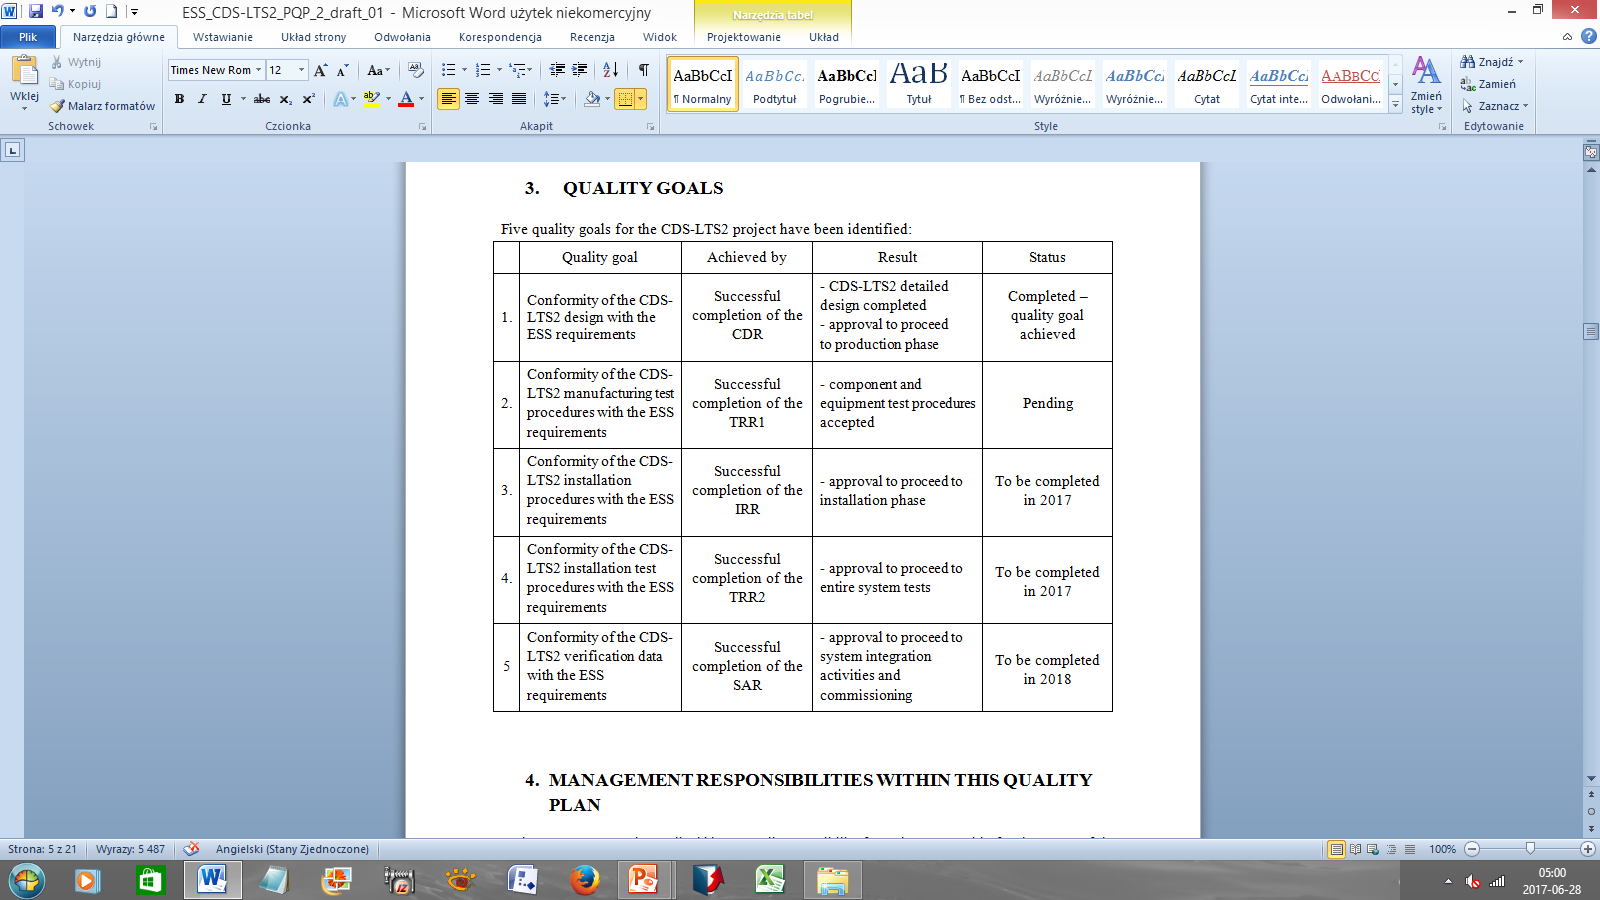 ESS_CDS-LTS2_PQP_2_draft_01 - Microsoft Word użytek niekomercyjny
Narzędzia tabel
Plik
Narzędzia główne
Wstawianie
Układ strony
Odwołania
Korespondencja
Recenzja
Widok
Projektowanie
Układ
Wklej
Wytnij
Kopiuj
Malarz formatów
Schowek
Times New Rom
12
Czcionka
Akapit
AaBbCcI
¶ Normalny
AaBbCc.
Podtytuł
AaBbCcI
Pogrubie...
AaB
Tytuł
AaBbCcI
¶ Bez odst...
AaBbCcI
Wyróżnie...
AaBbCcI
Wyróżnie...
AaBbCcI
Cytat
AaBbCcI
Cytat inte...
AABBCC
Odwołani...
Zmień
style
Style
Znajdź
Zamień
Zaznacz
Edytowanie
3. QUALITY GOALS
Five quality goals for the CDS-LTS2 project have been identified:
Quality goal
Achieved by
Result
Status
1.
Conformity of the CDS-
LTS2 design with the
ESS requirements
Successful
completion of the
CDR
- CDS-LTS2 detailed
design completed
- approval to proceed
to production phase
Completed –
quality goal
achieved
2.
Conformity of the CDS-
LTS2 manufacturing test
procedures with the ESS
requirements
Successful
completion of the
TRR1
- component and
equipment test procedures
accepted
Pending
3.
Conformity of the CDS-
LTS2 installation
procedures with the ESS
requirements
Successful
completion of the
IRR
- approval to proceed to
installation phase
To be completed
in 2017
4.
Conformity of the CDS-
LTS2 installation test
procedures with the ESS
requirements
Successful
completion of the
TRR2
- approval to proceed to
entire system tests
To be completed
in 2017
5
Conformity of the CDS-
LTS2 verification data
with the ESS
requirements
Successful
completion of the
SAR
- approval to proceed to
system integration
activities and
commissioning
To be completed
in 2018
4. MANAGEMENT RESPONSIBILITIES WITHIN THIS QUALITY
PLAN
Strona: 5 z 21
Wyrazy: 5 487
Angielski (Stany Zjednoczone)
100%
05:00
2017-06-28